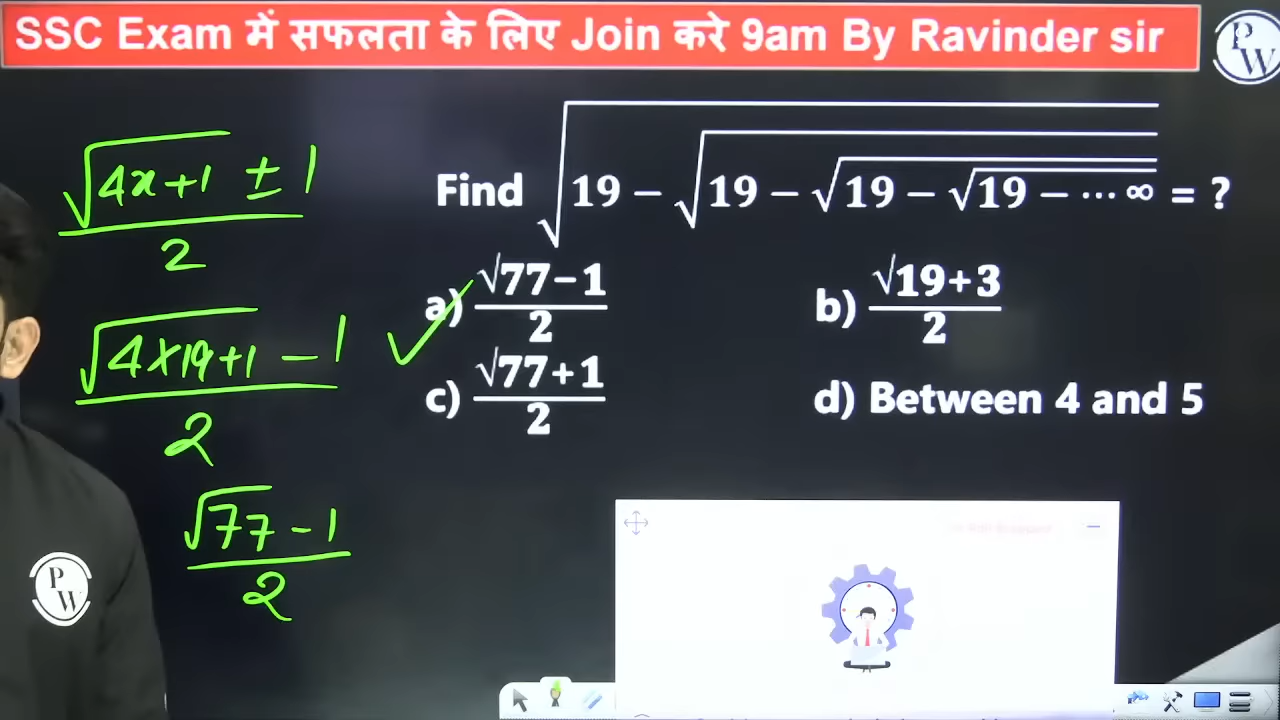 SSC Exam में सफलता के लिए Join करे 9am By Ravinder sir
PW
√4x+1 ± 1 / 2
Find √19 − √19 − √19 − √19 − ⋯ ∞ = ?
a) √77−1 / 2
b) √19+3 / 2
c) √77+1 / 2
d) Between 4 and 5
√4×19+1 − 1 / 2
√77 − 1 / 2
PW